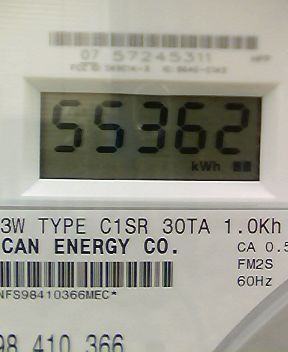 07 57245311
55362
kWh
3W TYPE C1SR 30TA 1.0Kh
CAN ENERGY CO.
CA 0.5
FM2S
60Hz
NFS98410366MEC*
98 410 366